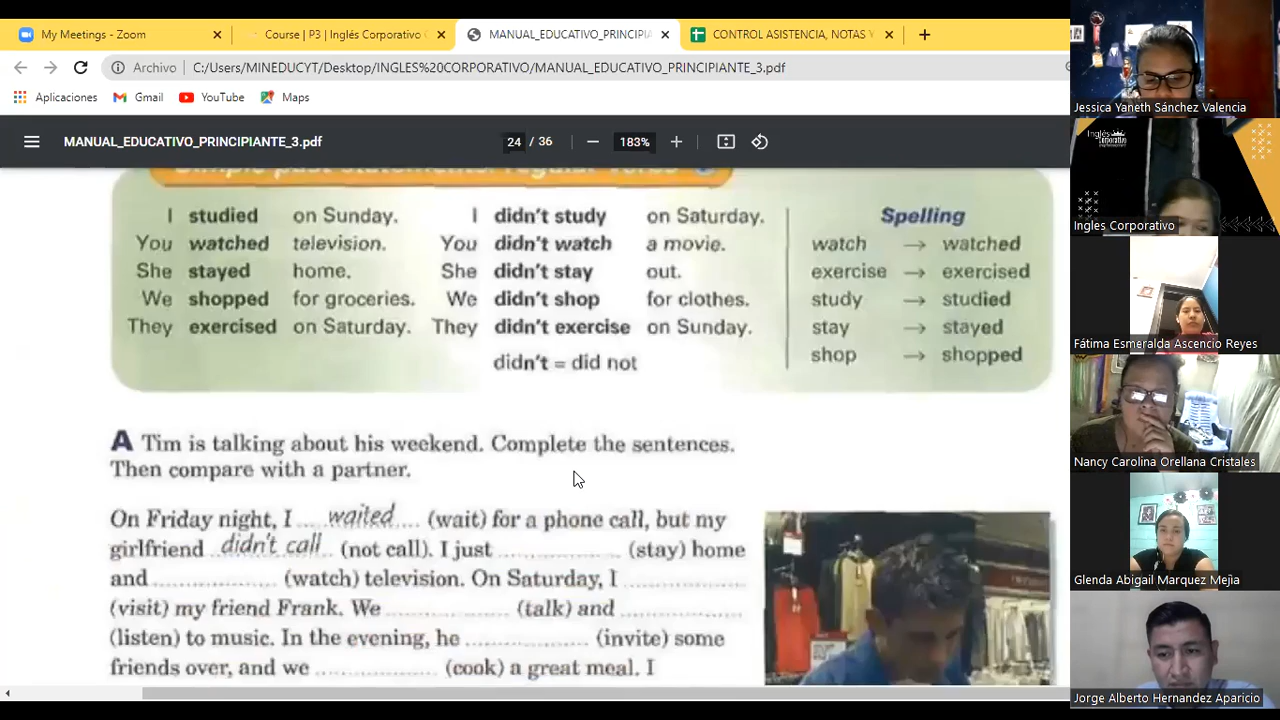 My Meetings - Zoom
Course | P3 | Inglés Corporativo
MANUAL_EDUCATIVO_PRINCIPIA
CONTROL ASISTENCIA, NOTAS
Archivo
C:/Users/MINEDUCYT/Desktop/INGLES%20CORPORATIVO/MANUAL_EDUCATIVO_PRINCIPIANTE_3.pdf
Aplicaciones Gmail YouTube Maps
MANUAL_EDUCATIVO_PRINCIPIANTE_3.pdf
24 / 36
183%
I studied on Sunday. I didn't study on Saturday.
You watched television. You didn't watch a movie.
She stayed home. She didn't stay out.
We shopped for groceries. We didn't shop for clothes.
They exercised on Saturday. They didn't exercise on Sunday.
didn't = did not
Spelling
watch → watched
exercise → exercised
study → studied
stay → stayed
shop → shopped
A Tim is talking about his weekend. Complete the sentences.
Then compare with a partner.
On Friday night, I waited (wait) for a phone call, but my
girlfriend didn't call (not call). I just .............. (stay) home
and .............. (watch) television. On Saturday, I ..............
(visit) my friend Frank. We .............. (talk) and ..............
(listen) to music. In the evening, he .............. (invite) some
friends over, and we .............. (cook) a great meal. I
Jessica Yaneth Sánchez Valencia
Inglés
Corporativo
Ingles Corporativo
Fátima Esmeralda Ascencio Reyes
Nancy Carolina Orellana Cristales
Glenda Abigail Marquez Mejia
Jorge Alberto Hernandez Aparicio